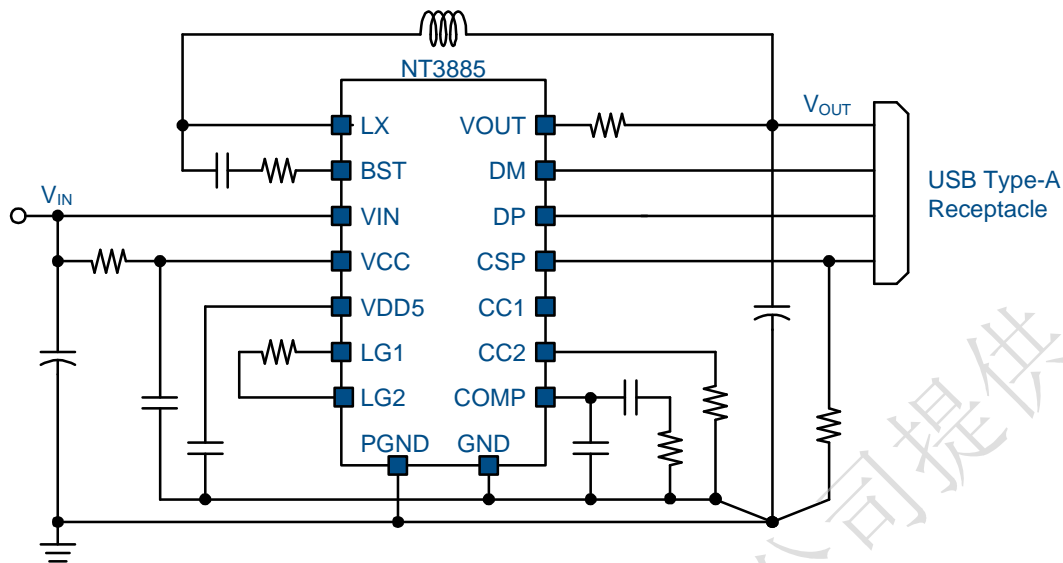 NT3885
LX
BST
VIN
VCC
VDD5
LG1
LG2
PGND
GND
VOUT
DM
DP
CSP
CC1
CC2
COMP
VIN
VOUT
USB Type-A
Receptacle
公司提供